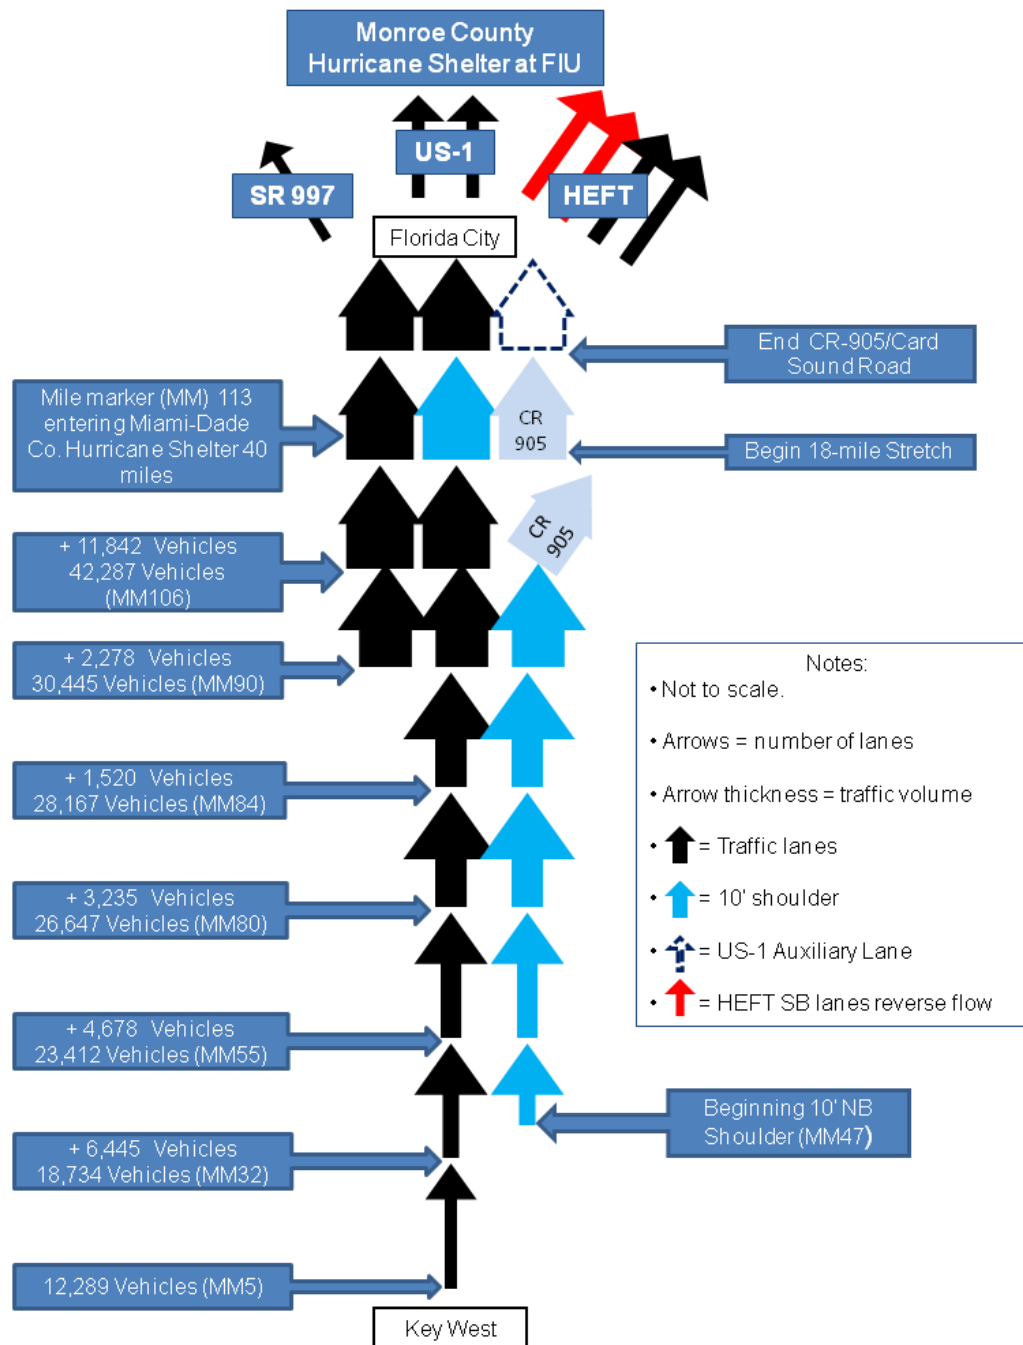 Monroe County
Hurricane Shelter at FIU
US-1
SR 997
HEFT
Florida City
End CR-905/Card
Sound Road
Mile marker (MM) 113
entering Miami-Dade
Co. Hurricane Shelter 40
miles
CR
905
Begin 18-mile Stretch
CR
905
+ 11,842 Vehicles
42,287 Vehicles
(MM106)
+ 2,278 Vehicles
30,445 Vehicles (MM90)
Notes:
• Not to scale.
• Arrows = number of lanes
• Arrow thickness = traffic volume
• = Traffic lanes
• = 10' shoulder
• = US-1 Auxiliary Lane
• = HEFT SB lanes reverse flow
+ 1,520 Vehicles
28,167 Vehicles (MM84)
+ 3,235 Vehicles
26,647 Vehicles (MM80)
+ 4,678 Vehicles
23,412 Vehicles (MM55)
Beginning 10' NB
Shoulder (MM47)
+ 6,445 Vehicles
18,734 Vehicles (MM32)
12,289 Vehicles (MM5)
Key West